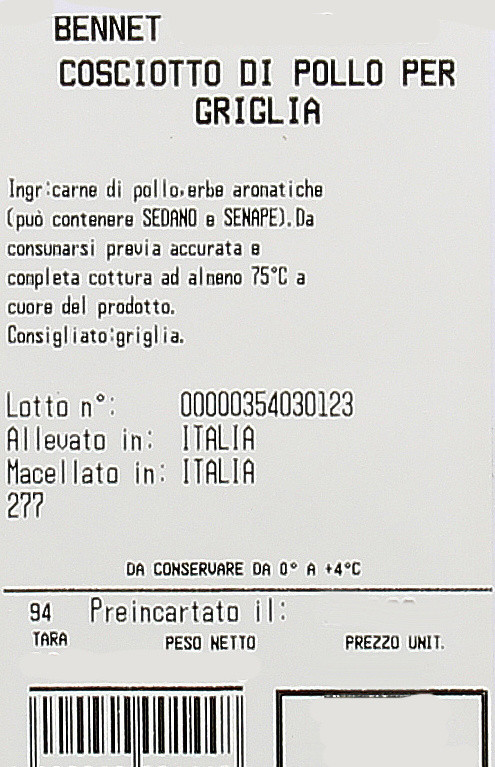 BENNET
COSCIOTTO DI POLLO PER
GRIGLIA
Ingr:carne di pollo,erbe aromatiche
(può contenere SEDANO e SENAPE).Da
consumarsi previa accurata e
completa cottura ad almeno 75°C a
cuore del prodotto.
Consigliato:griglia.
Lotto n°: 00000354030123
Allevato in: ITALIA
Macellato in: ITALIA
277
DA CONSERVARE DA 0° A +4°C
94 Preincartato il:
TARA PESO NETTO PREZZO UNIT.